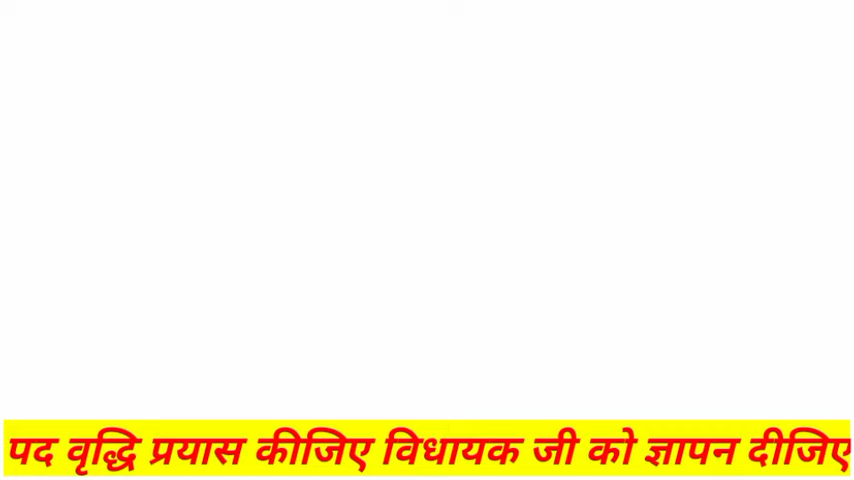 पद वृद्धि प्रयास कीजिए विधायक जी को ज्ञापन दीजिए